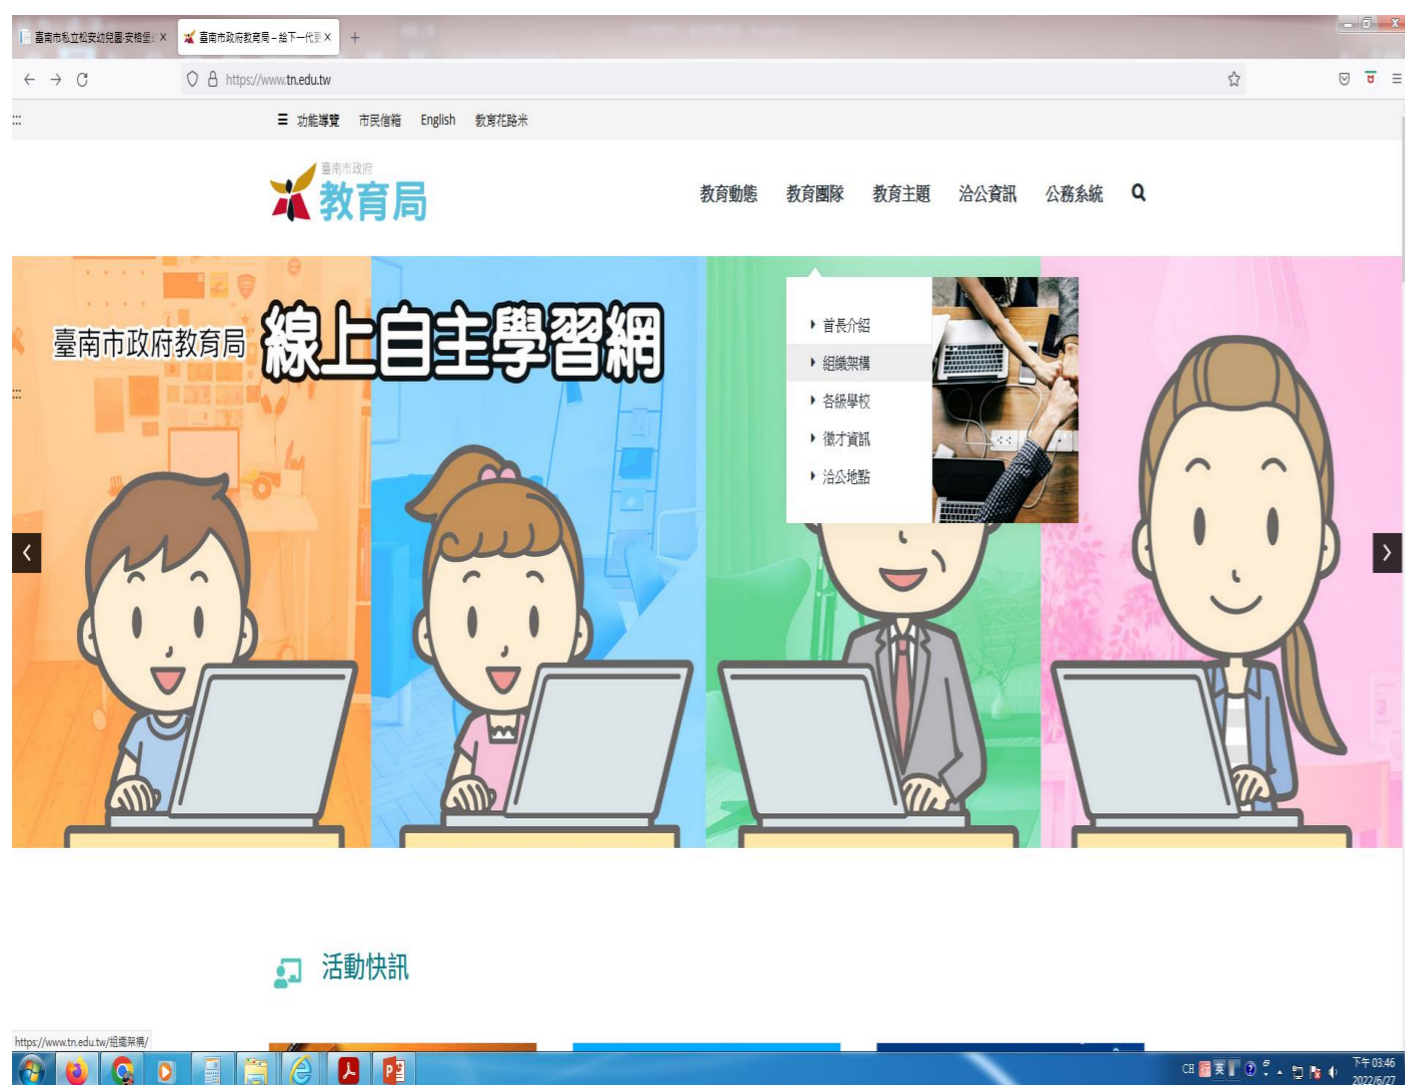 臺南市私立松安幼兒園-安格堡
臺南市政府教育局 – 給下一代更
https://www.tn.edu.tw
功能導覽 市民信箱 English 教育花路米
臺南市政府
教育局
教育動態 教育團隊 教育主題 洽公資訊 公務系統
臺南市政府教育局 線上自主學習網
首長介紹
組織架構
各級學校
徵才資訊
洽公地點
活動快訊
https://www.tn.edu.tw/組織架構/
CH 英
下午 03:46
2022/6/27